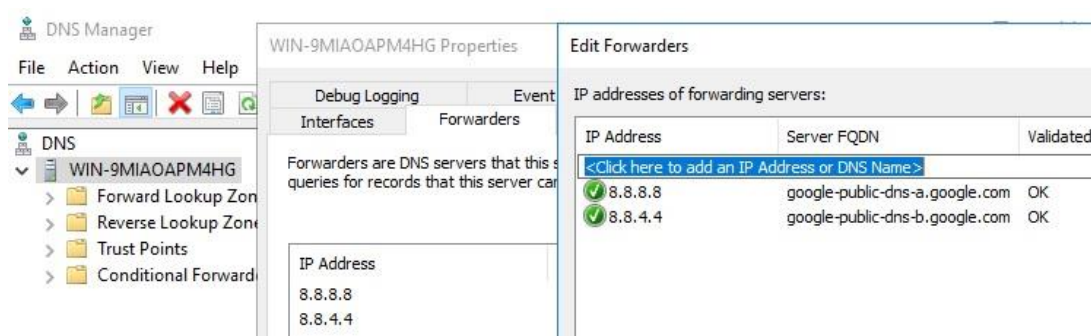 DNS Manager
File Action View Help
DNS
WIN-9MIAOAPM4HG
Forward Lookup Zon
Reverse Lookup Zone
Trust Points
Conditional Forward
WIN-9MIAOAPM4HG Properties
Debug Logging Event
Interfaces Forwarders
Forwarders are DNS servers that this s
queries for records that this server can
IP Address
8.8.8.8
8.8.4.4
Edit Forwarders
IP addresses of forwarding servers:
IP Address Server FQDN Validated
<Click here to add an IP Address or DNS Name>
8.8.8.8 google-public-dns-a.google.com OK
8.8.4.4 google-public-dns-b.google.com OK